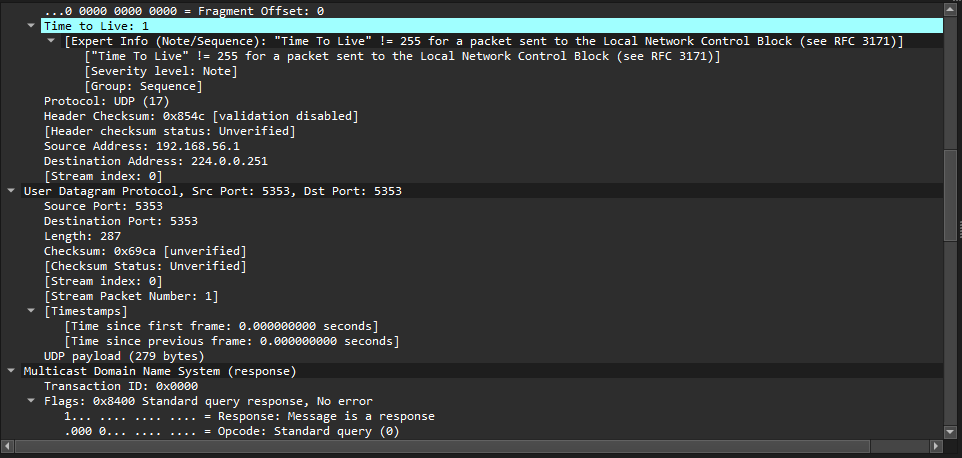 ...0 0000 0000 0000 = Fragment Offset: 0
Time to Live: 1
[Expert Info (Note/Sequence): "Time To Live" != 255 for a packet sent to the Local Network Control Block (see RFC 3171)]
["Time To Live" != 255 for a packet sent to the Local Network Control Block (see RFC 3171)]
[Severity level: Note]
[Group: Sequence]
Protocol: UDP (17)
Header Checksum: 0x854c [validation disabled]
[Header checksum status: Unverified]
Source Address: 192.168.56.1
Destination Address: 224.0.0.251
[Stream index: 0]
User Datagram Protocol, Src Port: 5353, Dst Port: 5353
Source Port: 5353
Destination Port: 5353
Length: 287
Checksum: 0x69ca [unverified]
[Checksum Status: Unverified]
[Stream index: 0]
[Stream Packet Number: 1]
[Timestamps]
[Time since first frame: 0.000000000 seconds]
[Time since previous frame: 0.000000000 seconds]
UDP payload (279 bytes)
Multicast Domain Name System (response)
Transaction ID: 0x0000
Flags: 0x8400 Standard query response, No error
1... .... .... .... = Response: Message is a response
.000 0... .... .... = Opcode: Standard query (0)